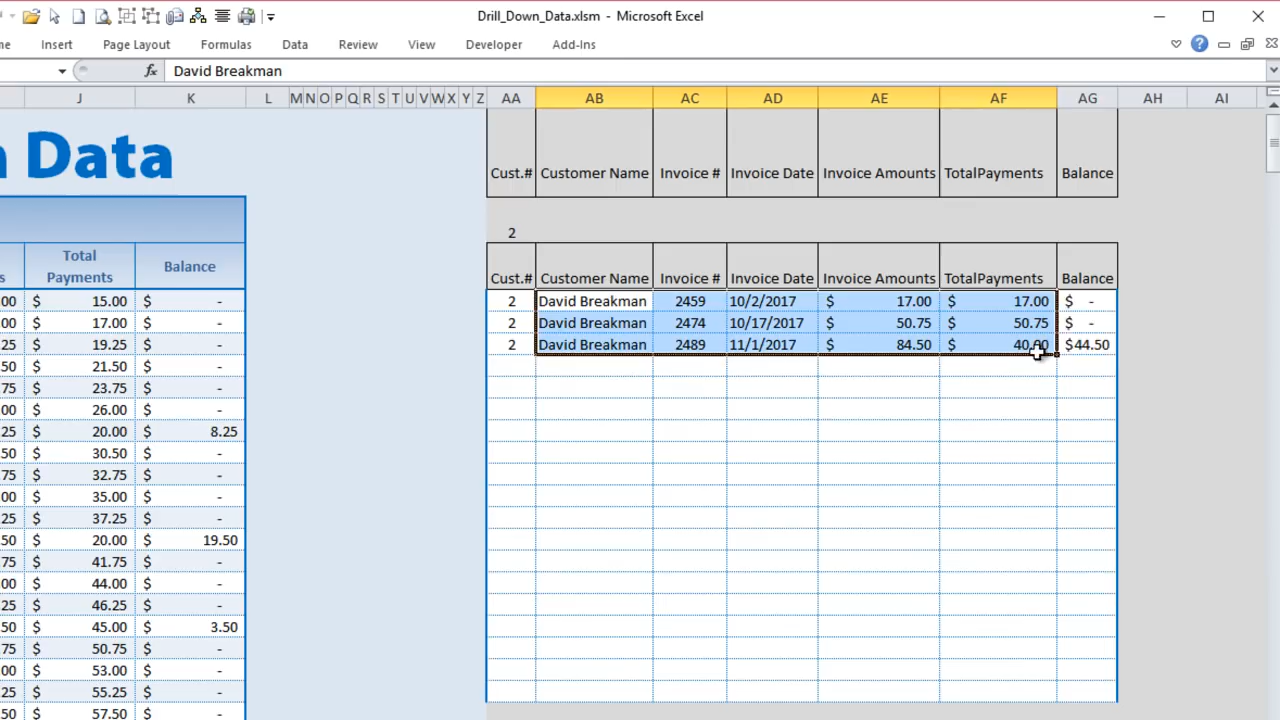 Drill_Down_Data.xlsm - Microsoft Excel
me Insert Page Layout Formulas Data Review View Developer Add-Ins
fx David Breakman
J K L M N O P Q R S T U V W X Y Z AA AB AC AD AE AF AG AH AI
n Data
Cust.# Customer Name Invoice # Invoice Date Invoice Amounts TotalPayments Balance
2
Total Payments Balance
Cust.# Customer Name Invoice # Invoice Date Invoice Amounts TotalPayments Balance
00 $ 15.00 $ - 2 David Breakman 2459 10/2/2017 $ 17.00 $ 17.00 $ -
00 $ 17.00 $ - 2 David Breakman 2474 10/17/2017 $ 50.75 $ 50.75 $ -
25 $ 19.25 $ - 2 David Breakman 2489 11/1/2017 $ 84.50 $ 40.00 $44.50
50 $ 21.50 $ -
75 $ 23.75 $ -
00 $ 26.00 $ -
25 $ 20.00 $ 8.25
50 $ 30.50 $ -
75 $ 32.75 $ -
00 $ 35.00 $ -
25 $ 37.25 $ -
50 $ 20.00 $ 19.50
75 $ 41.75 $ -
00 $ 44.00 $ -
25 $ 46.25 $ -
50 $ 45.00 $ 3.50
75 $ 50.75 $ -
00 $ 53.00 $ -
25 $ 55.25 $ -
50 $ 57.50 $ -